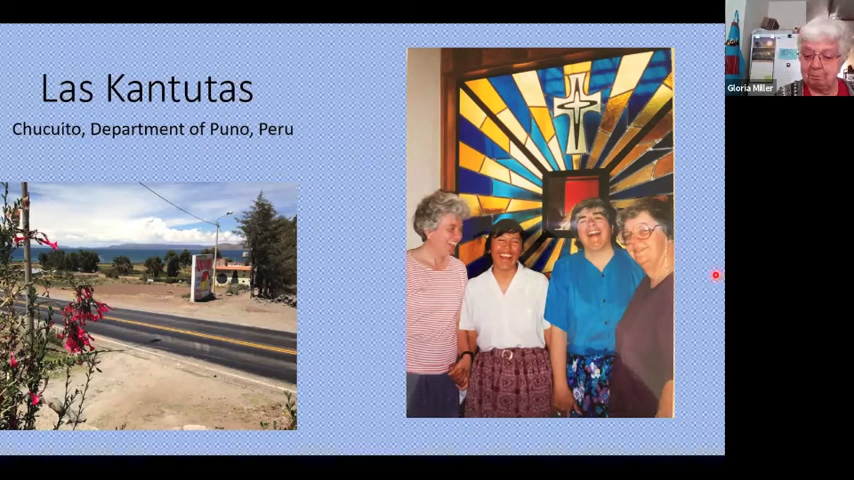 Las Kantutas
Chucuito, Department of Puno, Peru
Gloria Miller